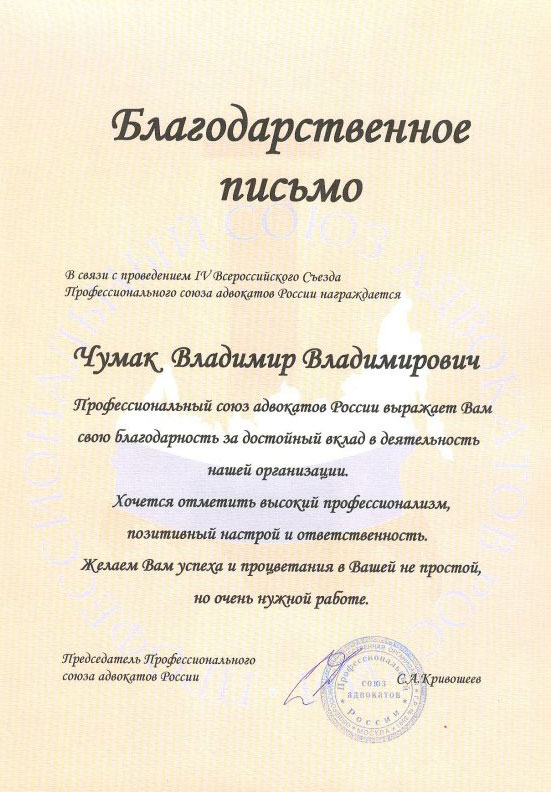 Благодарственное
письмо
В связи с проведением IV Всероссийского Съезда
Профессионального союза адвокатов России награждается
Чумак Владимир Владимирович
Профессиональный союз адвокатов России выражает Вам
свою благодарность за достойный вклад в деятельность
нашей организации.
Хочется отметить высокий профессионализм,
позитивный настрой и ответственность.
Желаем Вам успеха и процветания в Вашей не простой,
но очень нужной работе.
Председатель Профессионального
союза адвокатов России
С.А.Кривошеев
Профессиональный
союз
адвокатов
России
МОСКВА